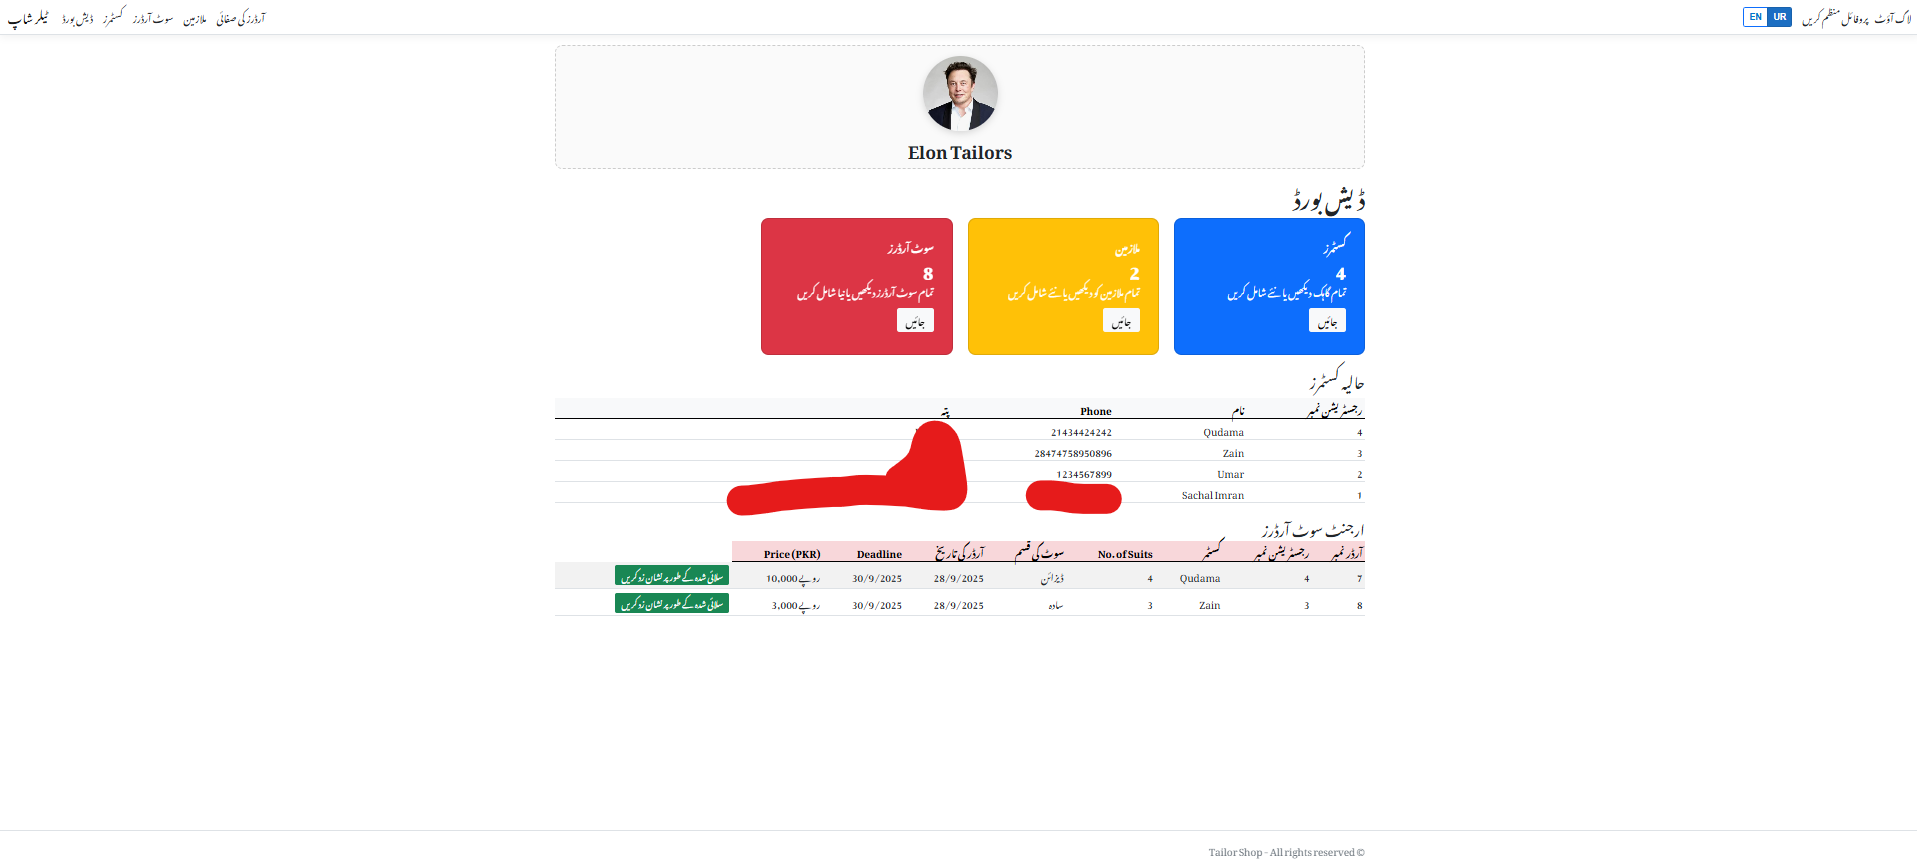 ٹیلر شاپ ڈیش بورڈ کسٹمرز سوٹ آرڈرز ملازمین آرڈرز کی صفائی
لاگ آؤٹ پروفائل منظم کریں UR EN
Elon Tailors
ڈیش بورڈ
کسٹمرز
4
تمام گاہک دیکھیں یا نئے شامل کریں
جائیں
ملازمین
2
تمام ملازمین کو دیکھیں یا نئے شامل کریں
جائیں
سوٹ آرڈرز
8
تمام سوٹ آرڈرز دیکھیں یا نیا شامل کریں
جائیں
حالیہ کسٹمرز
رجسٹریشن نمبر نام Phone پتہ
4 Qudama 21434424242
3 Zain 28474758950896
2 Umar 1234567899
1 Sachal Imran
ارجنٹ سوٹ آرڈرز
آرڈر نمبر رجسٹریشن نمبر کسٹمر No. of Suits سوٹ کی قسم آرڈر کی تاریخ Deadline Price (PKR)
7 4 Qudama 4 ڈیزائن 28/9/2025 30/9/2025 روپے 10,000 سلائی شدہ کے طور پر نشان زد کریں
8 3 Zain 3 سادہ 28/9/2025 30/9/2025 روپے 3,000 سلائی شدہ کے طور پر نشان زد کریں
Tailor Shop - All rights reserved ©